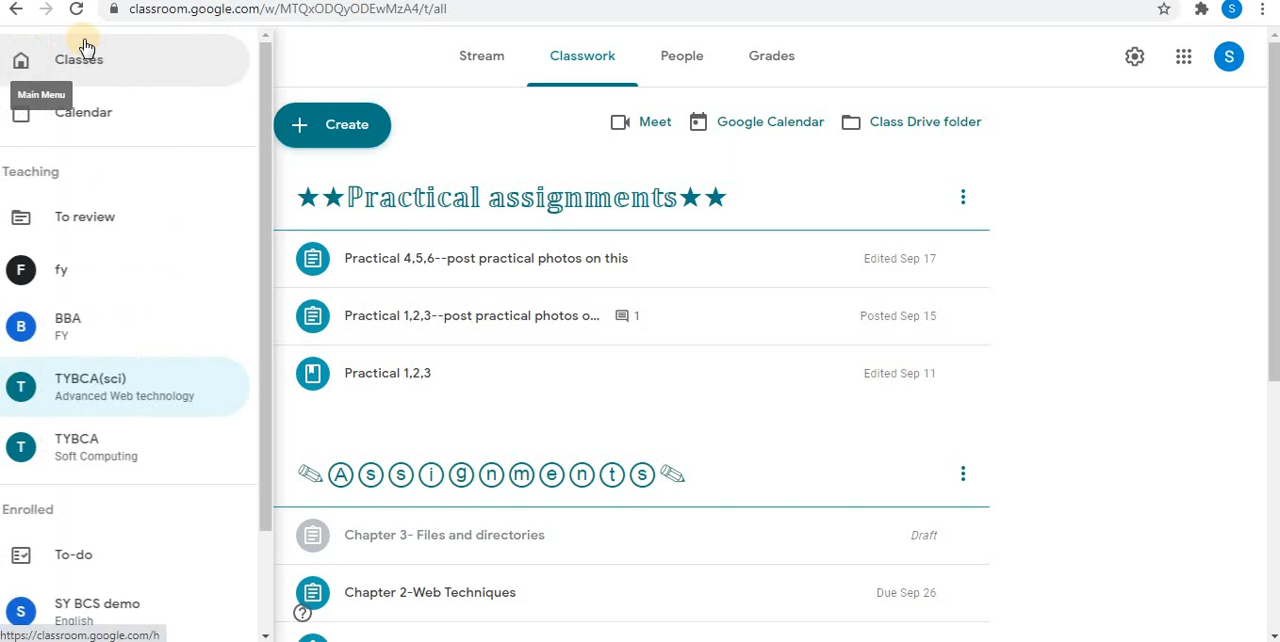 classroom.google.com/w/MTQxODQyODEwMzA4/t/all
S
Classes
Main Menu
Calendar
Teaching
To review
F
fy
B
BBA
FY
T
TYBCA(sci)
Advanced Web technology
T
TYBCA
Soft Computing
Enrolled
To-do
S
SY BCS demo
English
https://classroom.google.com/h
Stream
Classwork
People
Grades
S
Create
Meet
Google Calendar
Class Drive folder
★★ℙractical assignments★★
Practical 4,5,6--post practical photos on this
Edited Sep 17
Practical 1,2,3--post practical photos o...
1
Posted Sep 15
Practical 1,2,3
Edited Sep 11
✎Ⓐⓢⓢⓘⓖⓝⓜⓔⓝⓣⓢ✎
Chapter 3- Files and directories
Draft
Chapter 2-Web Techniques
Due Sep 26